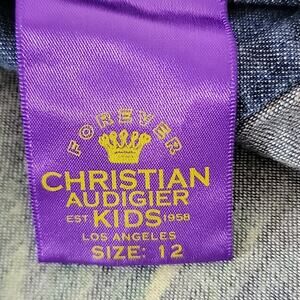 FOREVER
CHRISTIAN
AUDIGIER
EST KIDS 1958
LOS ANGELES
SIZE: 12